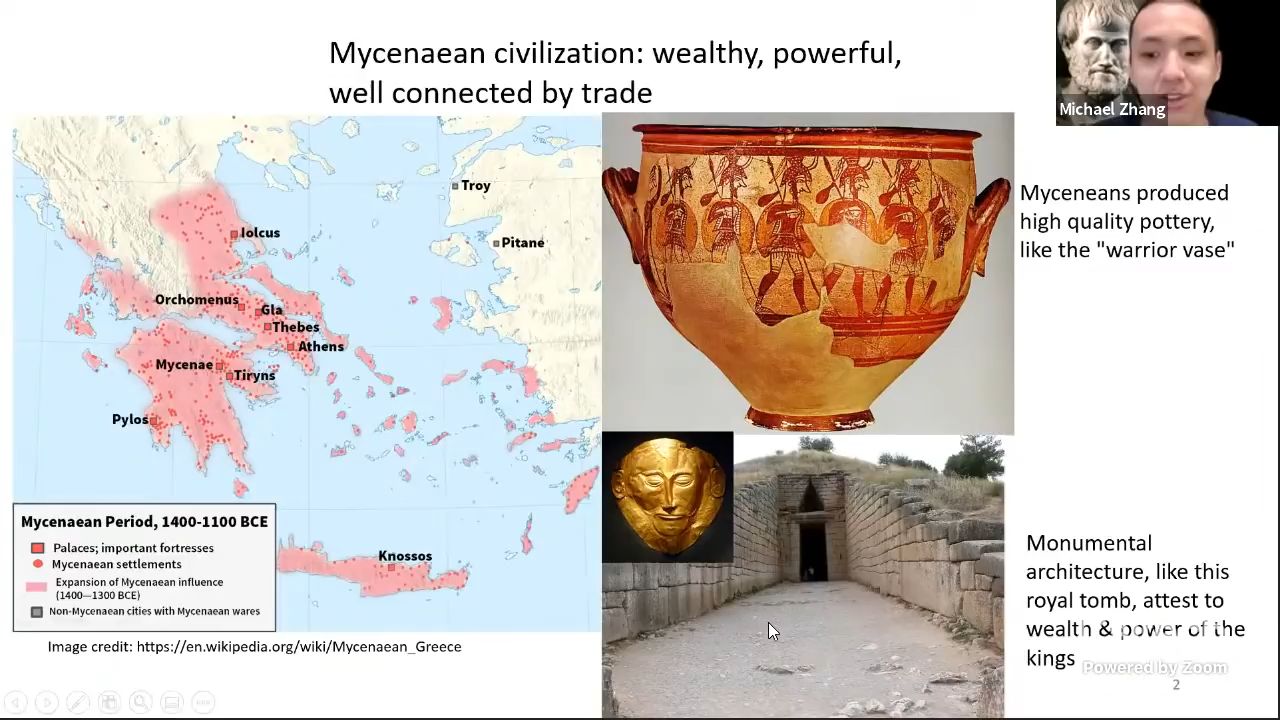 Mycenaean civilization: wealthy, powerful,
well connected by trade
Michael Zhang
Troy
Pitane
Iolcus
Orchomenus
Gla
Thebes
Athens
Mycenae
Tiryns
Pylos
Knossos
Mycenaean Period, 1400-1100 BCE
Palaces; important fortresses
Mycenaean settlements
Expansion of Mycenaean influence
(1400—1300 BCE)
Non-Mycenaean cities with Mycenaean wares
Image credit: https://en.wikipedia.org/wiki/Mycenaean_Greece
Myceneans produced
high quality pottery,
like the "warrior vase"
Monumental
architecture, like this
royal tomb, attest to
wealth & power of the
kings
Powered by Zoom
2